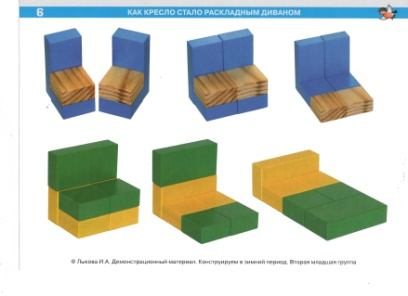 6
КАК КРЕСЛО СТАЛО РАСКЛАДНЫМ ДИВАНОМ
© Лыкова И.А. Демонстрационный материал. Конструируем в зимний период. Вторая младшая группа